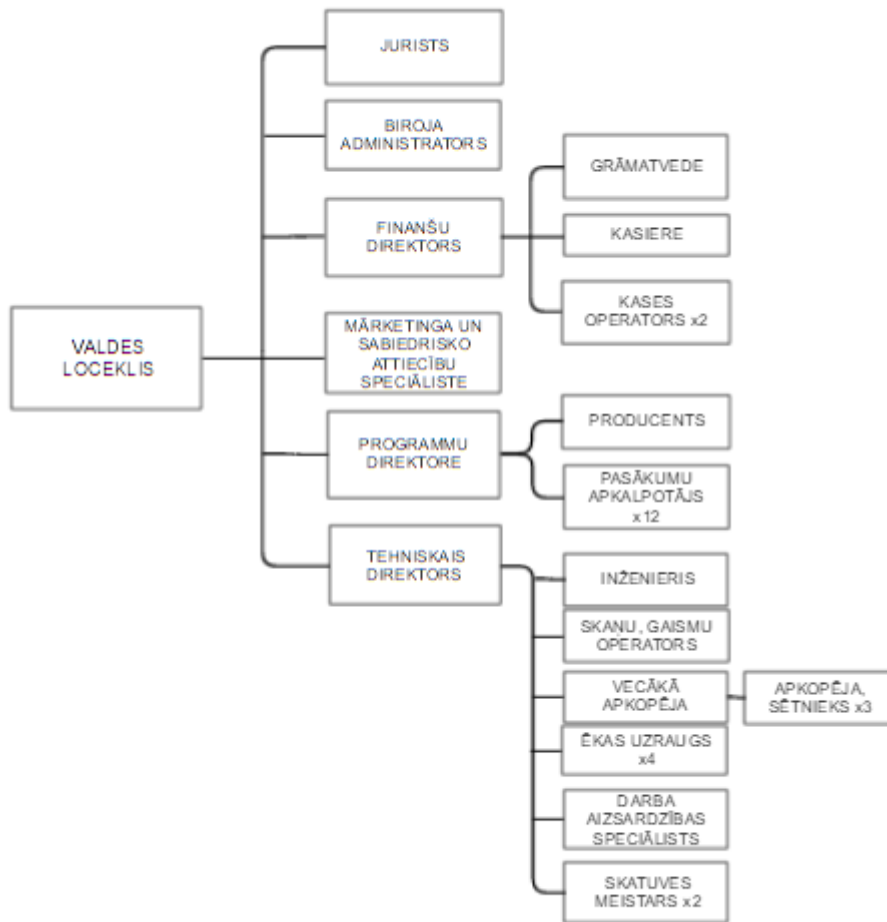 JURISTS
BIROJA
ADMINISTRATORS
FINANŠU
DIREKTORS
GRĀMATVEDE
KASIERE
KASES
OPERATORS x2
VALDES
LOCEKLIS
MĀRKETINGA UN
SABIEDRISKO
ATTIECĪBU
SPECIĀLISTE
PROGRAMMU
DIREKTORE
PRODUCENTS
PASĀKUMU
APKALPOTĀJS
x12
TEHNISKAIS
DIREKTORS
INŽENIERIS
SKAŅU, GAISMU
OPERATORS
VECĀKĀ
APKOPĒJA
APKOPĒJA,
SĒTNIEKS x3
ĒKAS UZRAUGS
x4
DARBA
AIZSARDZĪBAS
SPECIĀLISTS
SKATUVES
MEISTARS x2